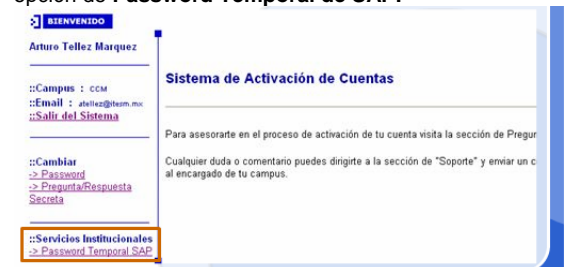 opción de Password Temporal de SAP.
BIENVENIDO
Arturo Tellez Marquez
::Campus : CCM
::Email : atellez@itesm.mx
::Salir del Sistema
::Cambiar
-> Password
-> Pregunta/Respuesta
Secreta
::Servicios Institucionales
-> Password Temporal SAP
Sistema de Activación de Cuentas
Para asesorarte en el proceso de activación de tu cuenta visita la sección de Pregur
Cualquier duda o comentario puedes dirigirte a la sección de "Soporte" y enviar un c
al encargado de tu campus.